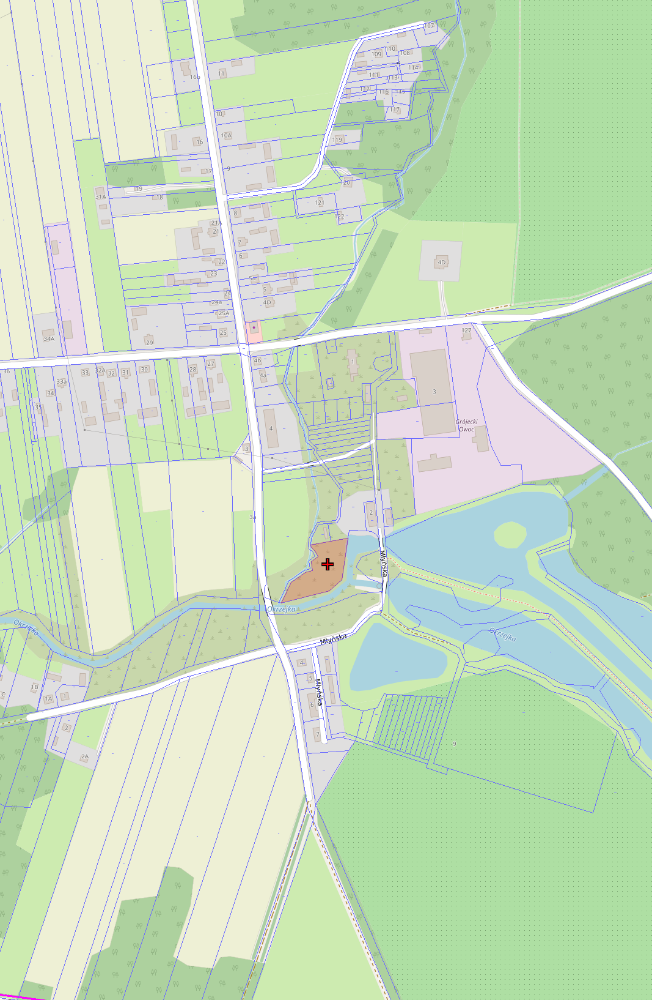 107
110
109
108
114
16b
11
111
113
112
116
115
117
10
10A
16
119
9
17
120
19
18
31A
121
8
122
21A
21
7
6
22
23
5a
5
4D
24
24a
4D
25A
25
127
34A
29
1
4b
27
36
33
32A
32
31
30
28
4a
33a
34
3
35
Grójecki
Owoc
4
3
2
3a
Młyńska
Okrzejka
Okrzejka
Okrzejka
Młyńska
4
5
Młyńska
1B
C
1A
1
6
2
7
2A
9